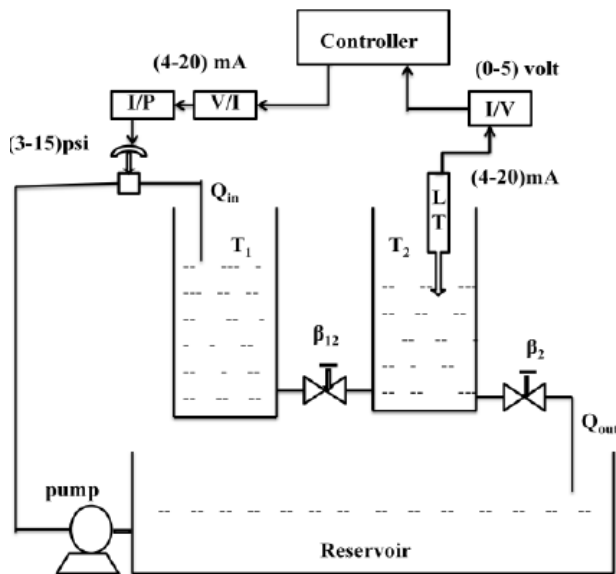 Controller
(4-20) mA
(0-5) volt
I/P
V/I
I/V
(3-15)psi
(4-20)mA
Qin
L
T
T1
T2
β12
β2
Qout
pump
Reservoir